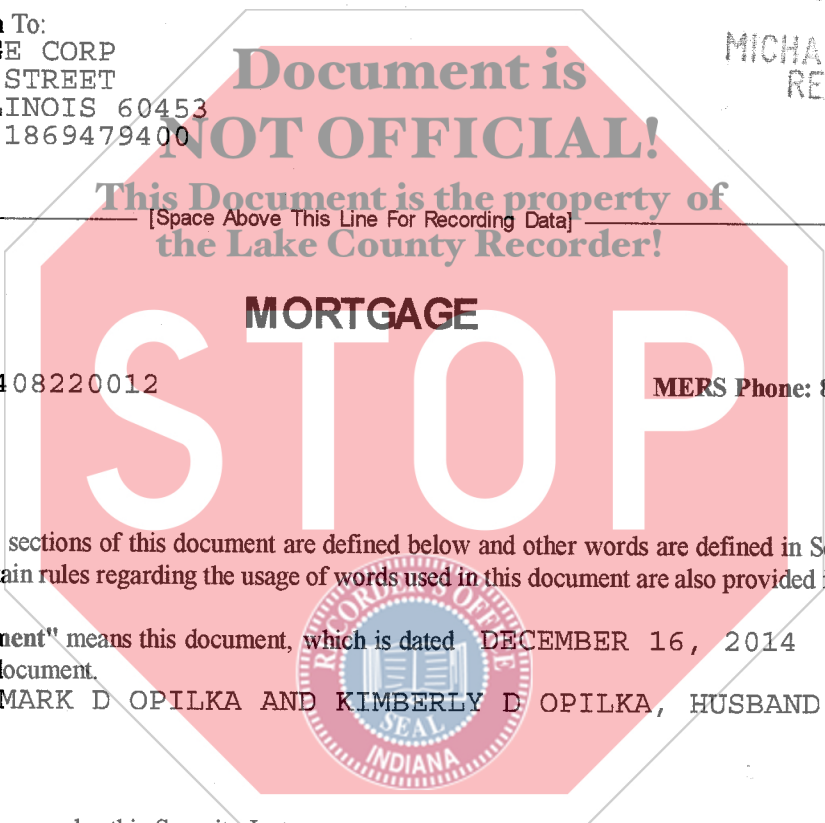 To:
E CORP
STREET
LINOIS 60453
1869479400
MICHA
RE
Document is
NOT OFFICIAL!
This Document is the property of
[Space Above This Line For Recording Data]
the Lake County Recorder!
MORTGAGE
408220012 MERS Phone: 8
STOP
sections of this document are defined below and other words are defined in S
ain rules regarding the usage of words used in this document are also provided i
ment" means this document, which is dated DECEMBER 16, 2014
document.
MARK D OPILKA AND KIMBERLY D OPILKA, HUSBAND
RECORDER'S OFFICE
SEAL
INDIANA